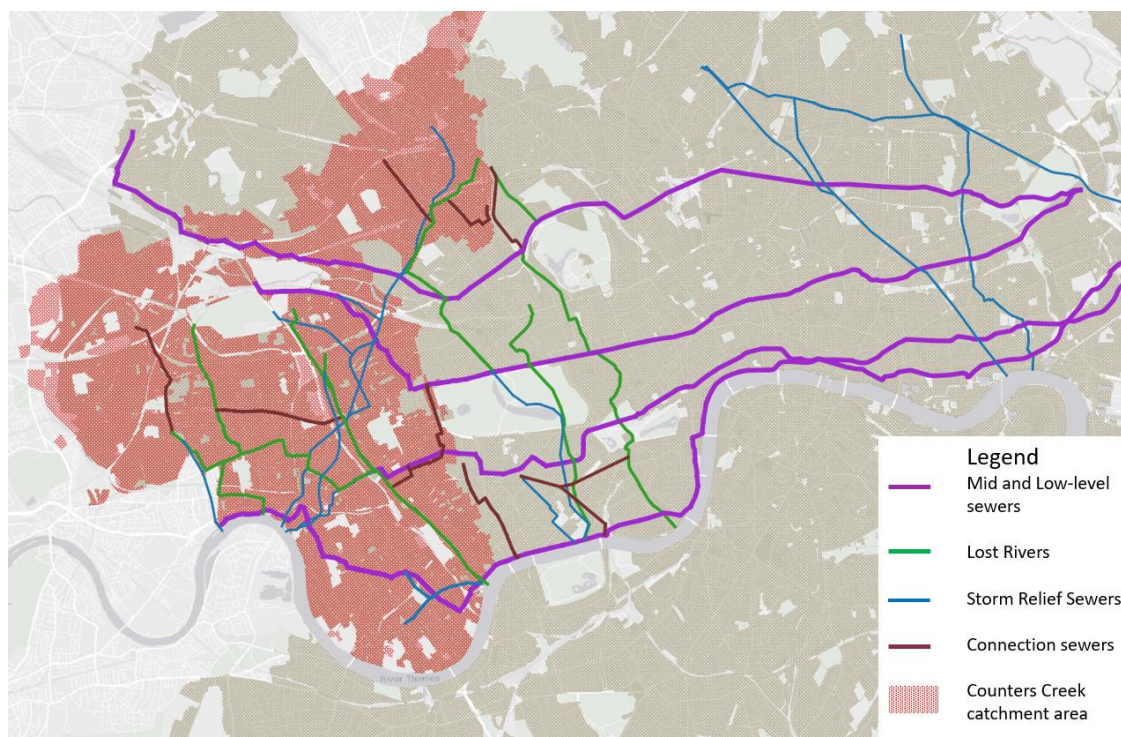 River Thames
Legend
Mid and Low-level
sewers
Lost Rivers
Storm Relief Sewers
Connection sewers
Counters Creek
catchment area